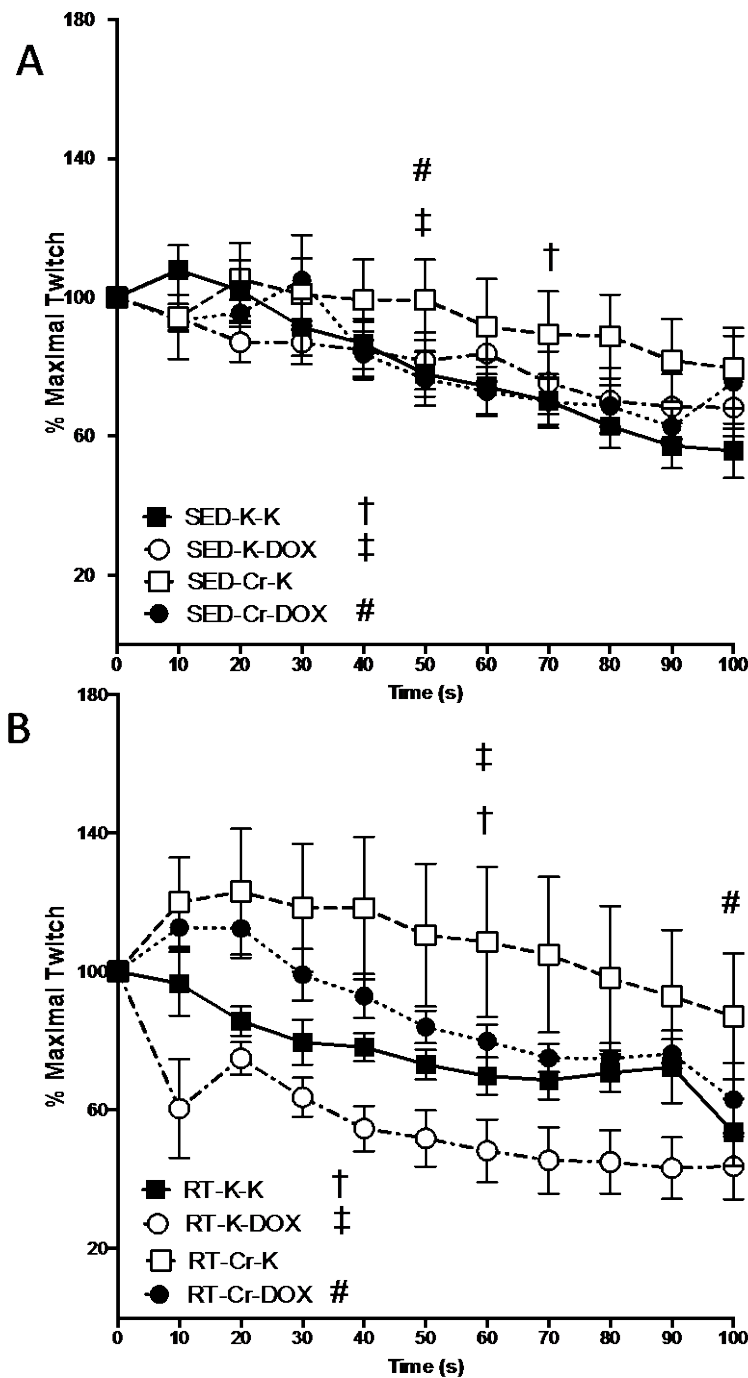 A
180
140
100
60
20
% Maximal Twitch
#
‡
†
SED-K-K †
SED-K-DOX ‡
SED-Cr-K
SED-Cr-DOX #
0 10 20 30 40 50 60 70 80 90 100
Time (s)
B
180
140
100
60
20
% Maximal Twitch
‡
†
#
RT-K-K †
RT-K-DOX ‡
RT-Cr-K
RT-Cr-DOX #
0 10 20 30 40 50 60 70 80 90 100
Time (s)